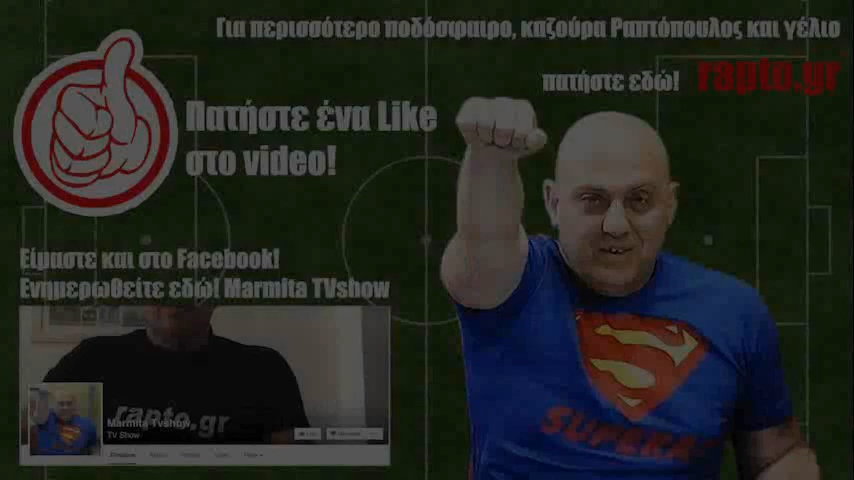 Για περισσότερο ποδόσφαιρο, καζούρα Ραπτόπουλος και γέλιο
πατήστε εδώ! rapto.gr
Πατήστε ένα Like
στο video!
Είμαστε και στο Facebook!
Ενημερωθείτε εδώ! Marmita TVshow
rapto.gr
Marmita Tvshow
TV Show